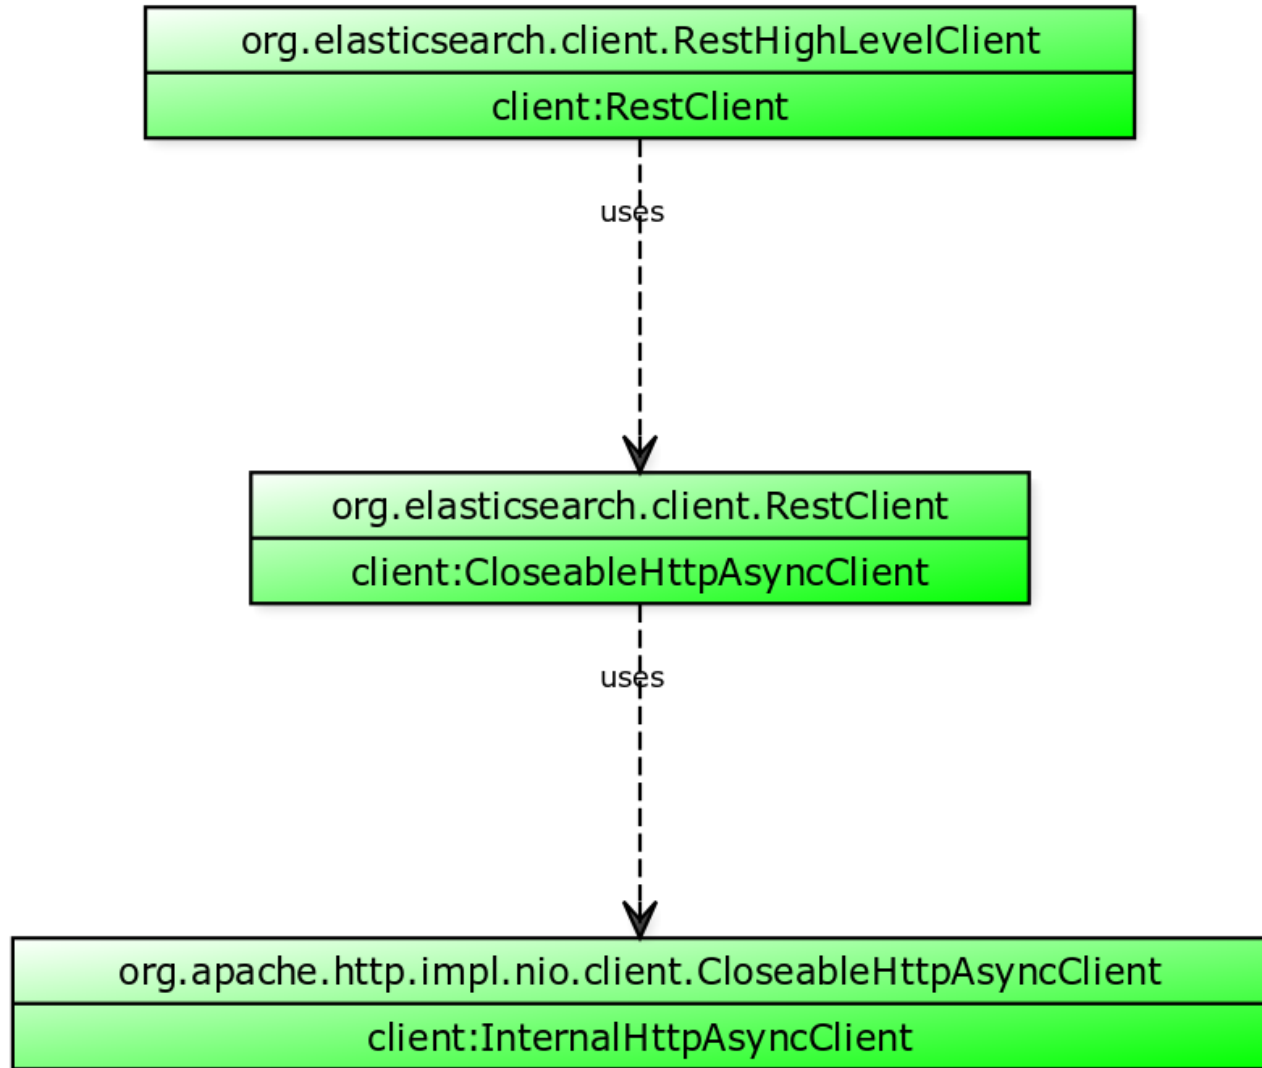 org.elasticsearch.client.RestHighLevelClient
client:RestClient
uses
org.elasticsearch.client.RestClient
client:CloseableHttpAsyncClient
uses
org.apache.http.impl.nio.client.CloseableHttpAsyncClient
client:InternalHttpAsyncClient